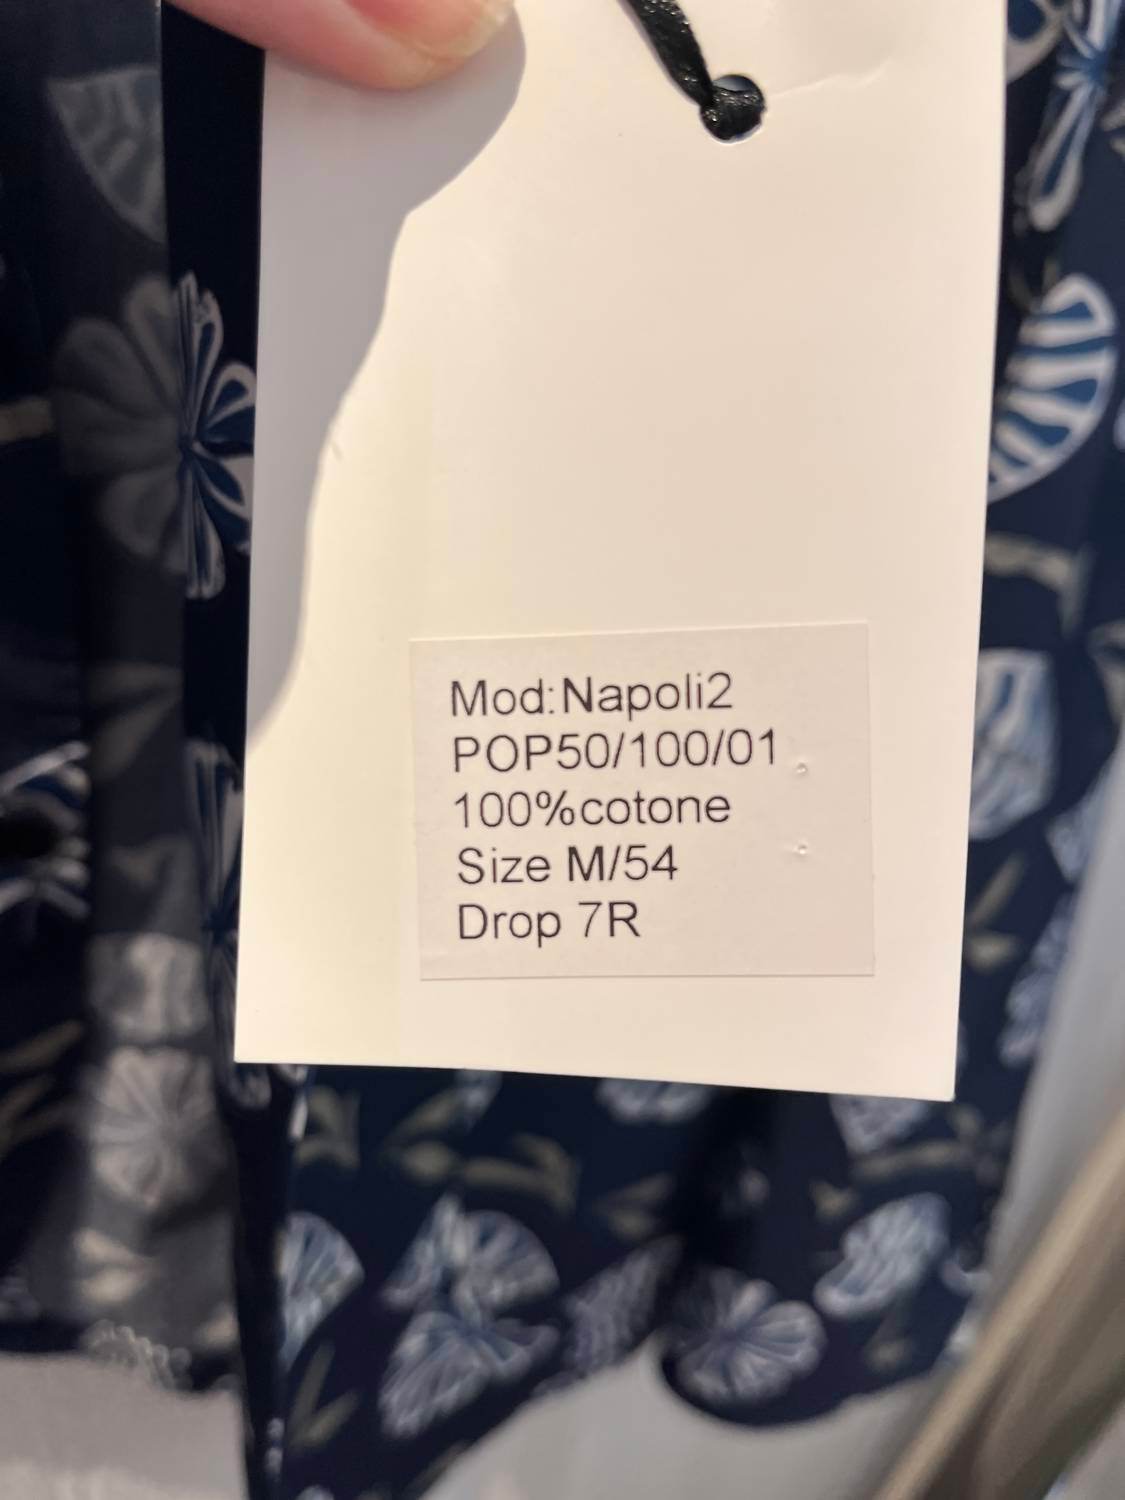 Mod:Napoli2
POP50/100/01
100%cotone
Size M/54
Drop 7R